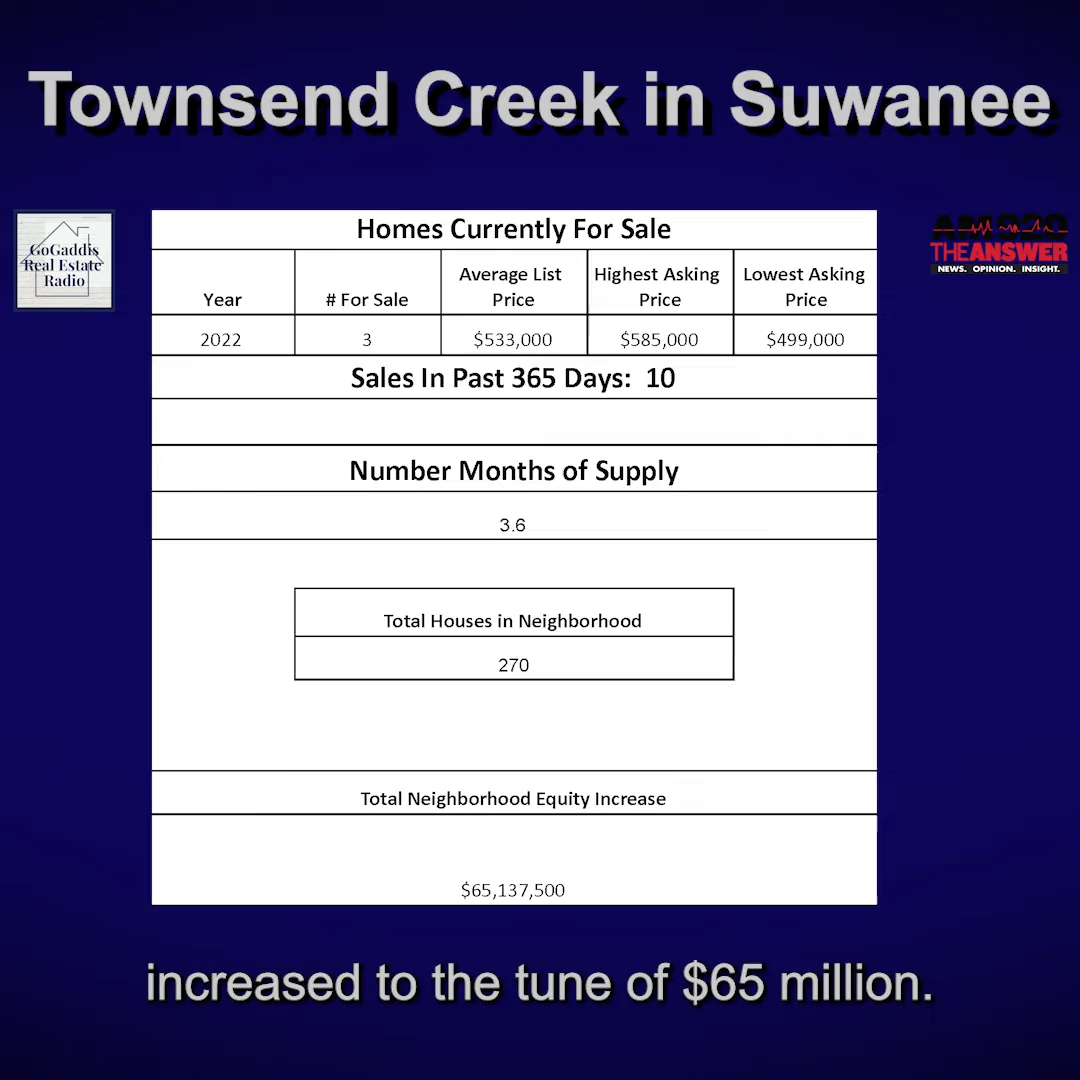 Townsend Creek in Suwanee
GoGaddis
Real Estate
Radio
AM 920
THEANSWER
NEWS. OPINION. INSIGHT.
Homes Currently For Sale
Year # For Sale Average List Price Highest Asking Price Lowest Asking Price
2022 3 $533,000 $585,000 $499,000
Sales In Past 365 Days: 10
Number Months of Supply
3.6
Total Houses in Neighborhood
270
Total Neighborhood Equity Increase
$65,137,500
increased to the tune of $65 million.